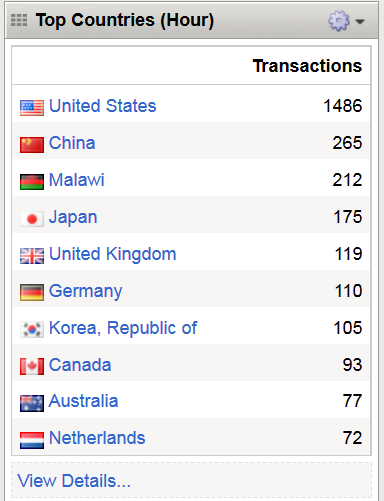 Top Countries (Hour)
Transactions
United States 1486
China 265
Malawi 212
Japan 175
United Kingdom 119
Germany 110
Korea, Republic of 105
Canada 93
Australia 77
Netherlands 72
View Details...